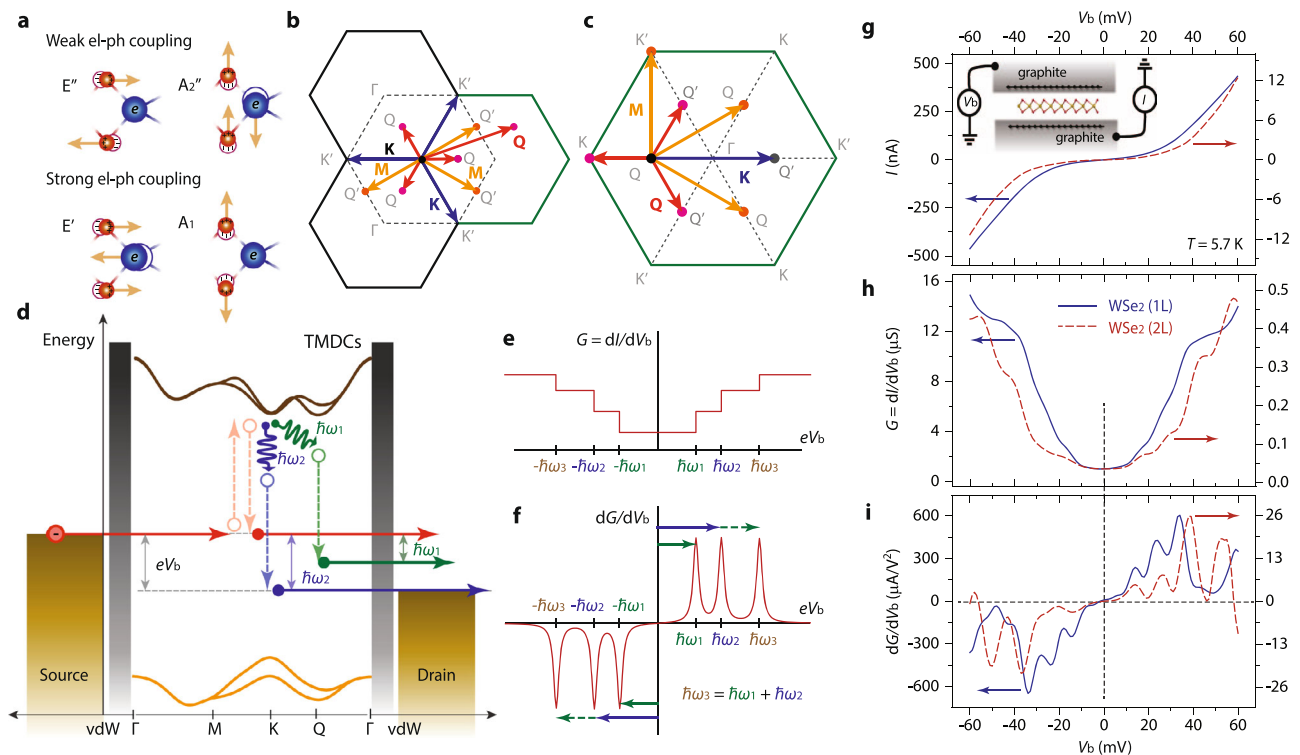 a
Weak el-ph coupling
E″
A₂″
e
e
Strong el-ph coupling
E′
A₁
e
e
b
K′
Γ
Q
Q
K
K′
Q′
M
Q
M
Q′
Q
Q′
K
Γ
K′
c
K′
K
Q′
Q
M
K
Q
Γ
K
Q′
Q
Q′
Q
K′
K
d
Energy
TMDCs
ħω₁
ħω₂
-
eVb
ħω₂
ħω₁
Source
Drain
vdW
Γ
M
K
Q
Γ
vdW
e
G = dI/dVb
eVb
-ħω₃
-ħω₂
-ħω₁
ħω₁
ħω₂
ħω₃
f
dG/dVb
-ħω₃
-ħω₂
-ħω₁
eVb
ħω₁
ħω₂
ħω₃
ħω₃ = ħω₁ + ħω₂
g
Vb (mV)
-60 -40 -20 0 20 40 60
500
250
0
-250
-500
I (nA)
graphite
Vb
I
graphite
T = 5.7 K
12
6
0
-6
-12
h
16
12
8
4
0
G = dI/dVb (µS)
WSe₂ (1L)
WSe₂ (2L)
0.5
0.4
0.3
0.2
0.1
0.0
i
600
300
0
-300
-600
dG/dVb (µA/V²)
26
13
0
-13
-26
-60 -40 -20 0 20 40 60
Vb (mV)